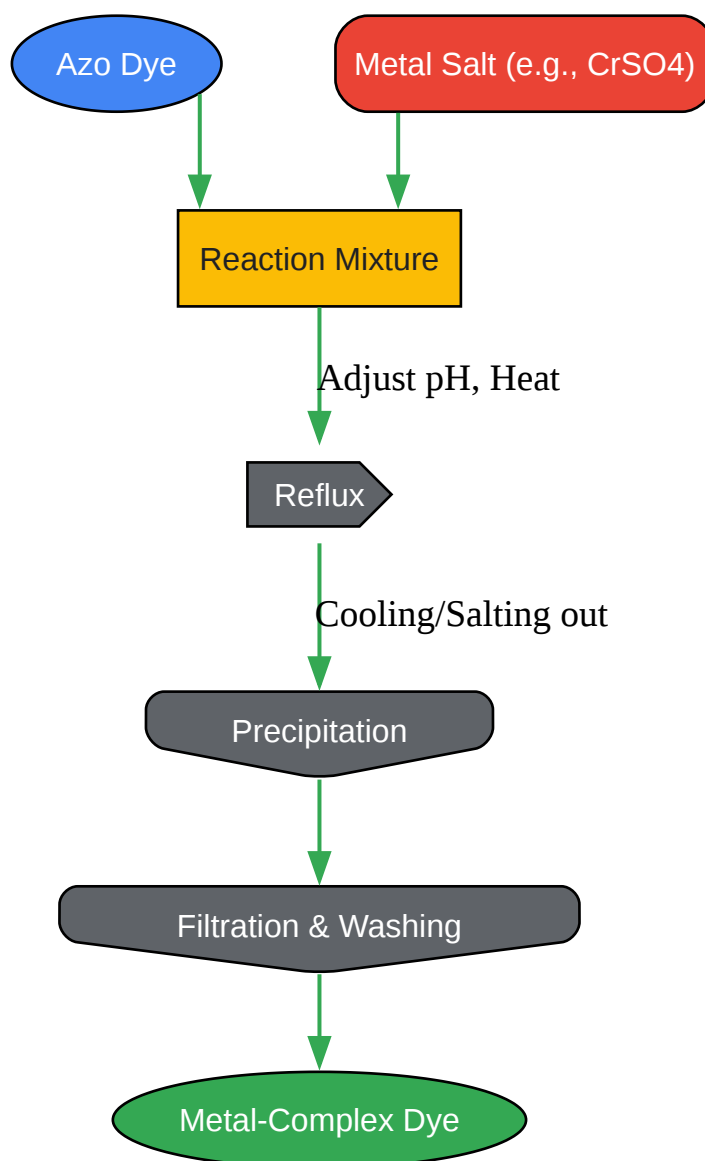 Azo Dye
Metal Salt (e.g., CrSO4)
Reaction Mixture
Adjust pH, Heat
Reflux
Cooling/Salting out
Precipitation
Filtration & Washing
Metal-Complex Dye